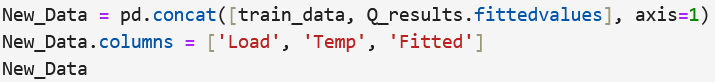 New_Data = pd.concat([train_data, Q_results.fittedvalues], axis=1)
New_Data.columns = ['Load', 'Temp', 'Fitted']
New_Data